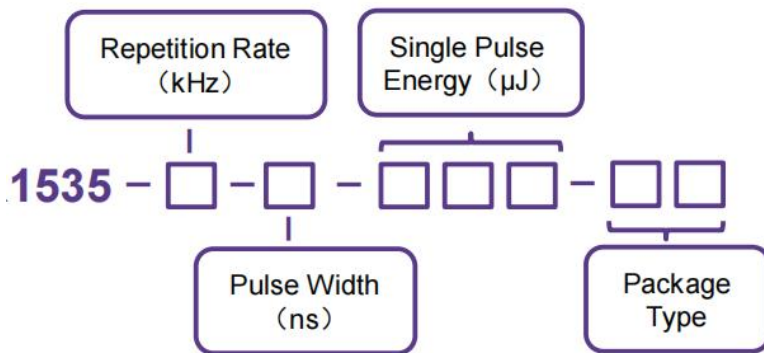 Repetition Rate
（kHz）
Single Pulse
Energy（μJ）
.1535 – □ – □ – □□□ – □□
Pulse Width
（ns）
Package
Type